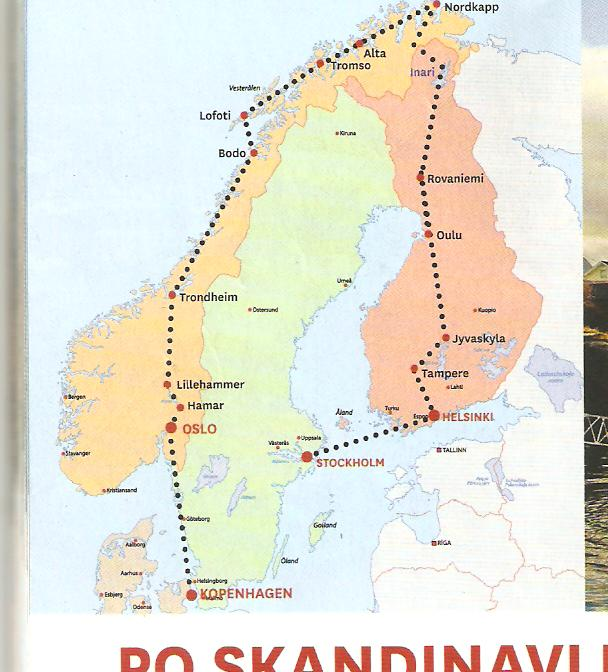 Nordkapp
Alta
Tromso
Inari
Vesterålen
Lofoti
Kiruna
Bodo
Rovaniemi
Oulu
Umeå
Trondheim
Östersund
Kuopio
Jyvaskyla
Lillehammer
Tampere
Lahti
Bergen
Hamar
Turku
Espoo
HELSINKI
Åland
OSLO
Uppsala
Västerås
Stavanger
STOCKHOLM
TALLINN
Kristiansand
Göteborg
Gotland
Aalborg
RĪGA
Öland
Aarhus
Helsingborg
Esbjerg
KOPENHAGEN
Odense
PO SKANDINAVI